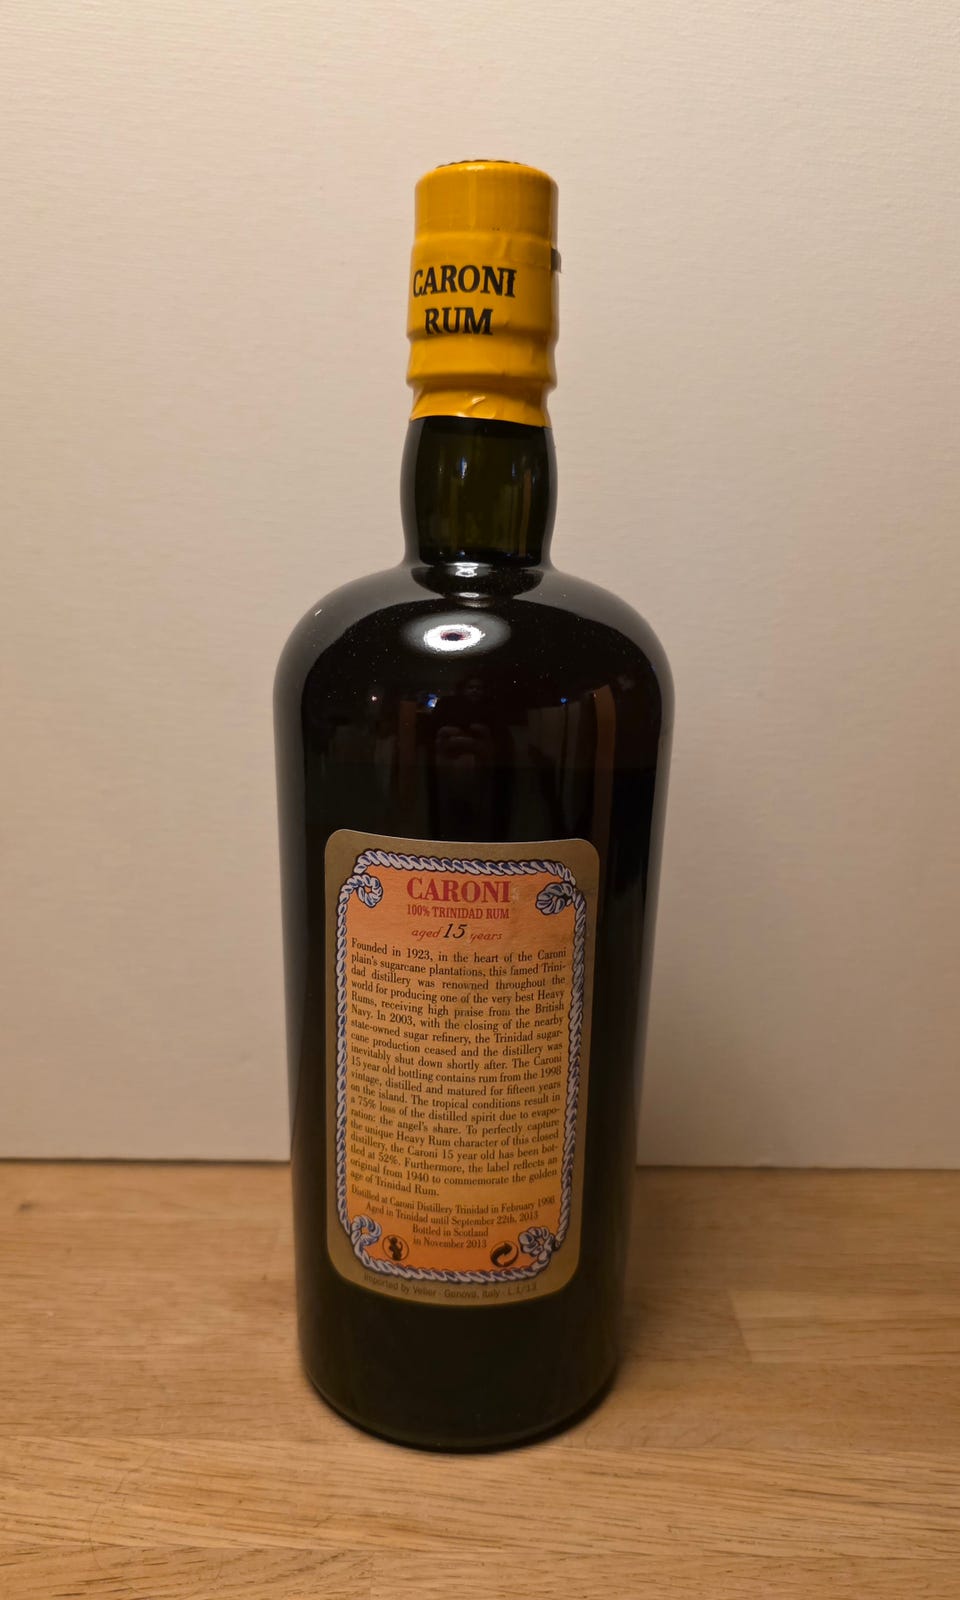 CARONI
RUM
CARONI
100% TRINIDAD RUM
aged 15 years
Founded in 1923, in the heart of the Caroni
plain's sugarcane plantations, this famed Trini-
dad distillery was renowned throughout the
world for producing one of the very best Heavy
Rums, receiving high praise from the British
Navy. In 2003, with the closing of the nearby
state-owned sugar refinery, the Trinidad sugar-
cane production ceased and the distillery was
inevitably shut down shortly after. The Caroni
15 year old bottling contains rum from the 1998
vintage, distilled and matured for fifteen years
on the island. The tropical conditions result in
a 75% loss of the distilled spirit due to evapo-
ration: the angel's share. To perfectly capture
the unique Heavy Rum character of this closed
distillery, the Caroni 15 year old has been bot-
tled at 52%. Furthermore, the label reflects an
original from 1940 to commemorate the golden
age of Trinidad Rum.
Distilled at Caroni Distillery Trinidad in February 1998
Aged in Trinidad until September 22th, 2013
Bottled in Scotland
in November 2013
Imported by Velier - Genova, Italy - L.1/13